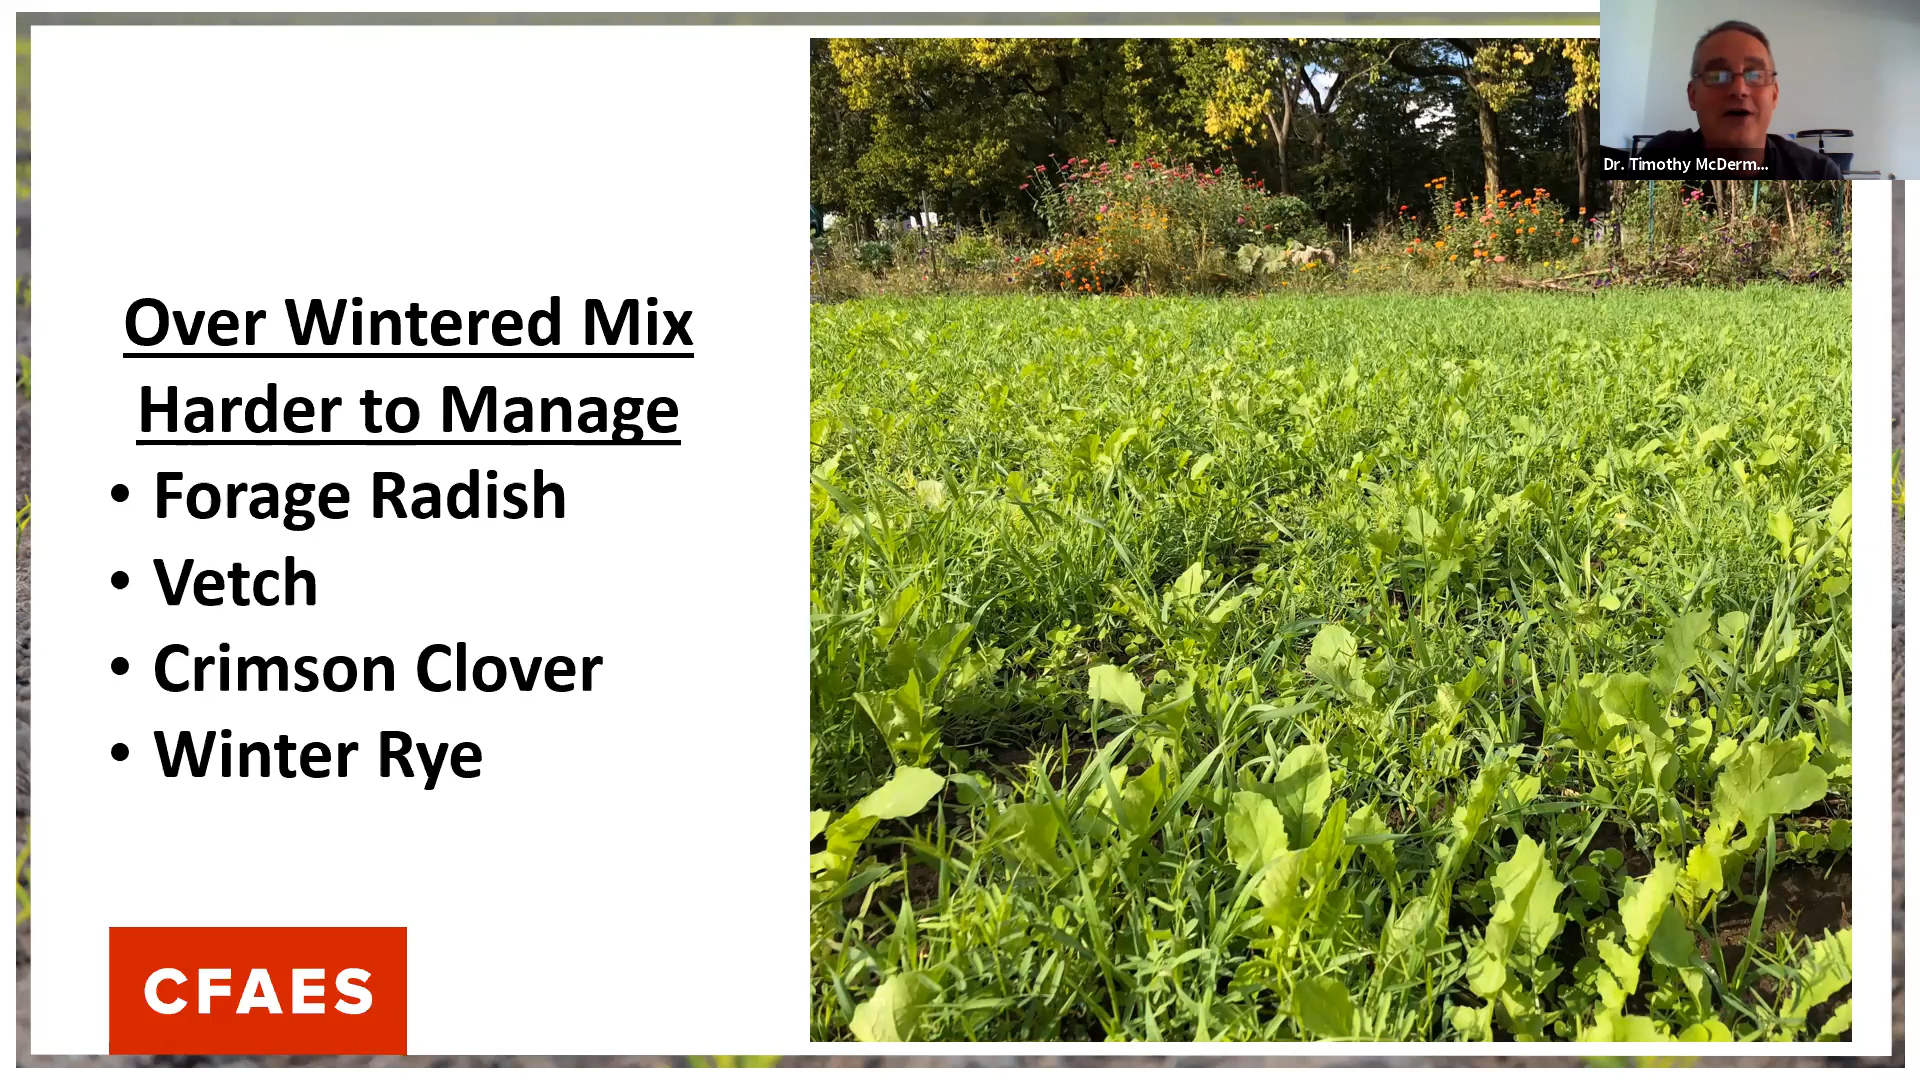 Dr. Timothy McDerm...
Over Wintered Mix
Harder to Manage
• Forage Radish
• Vetch
• Crimson Clover
• Winter Rye
CFAES